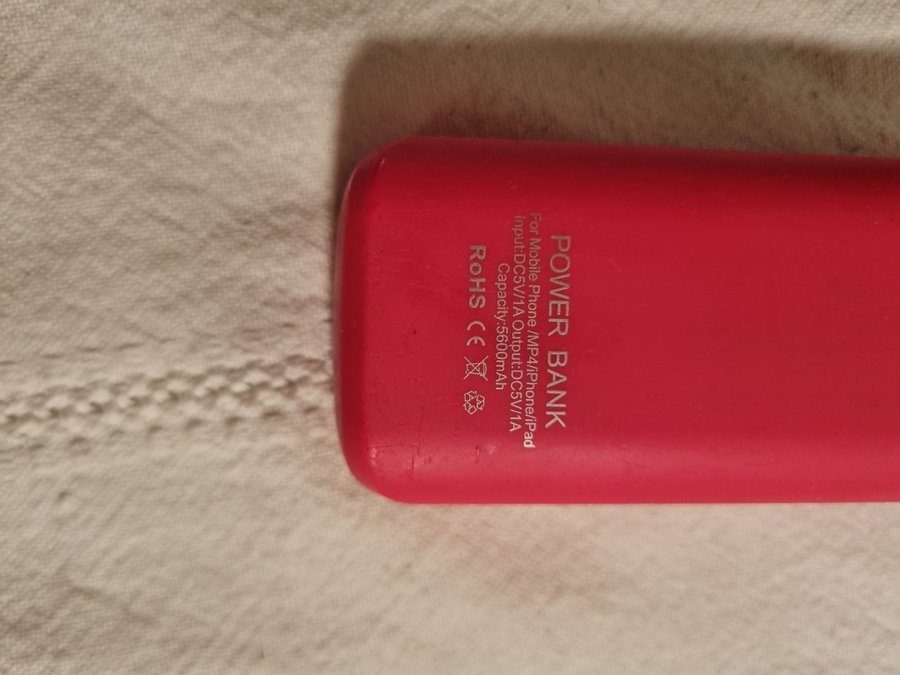 POWER BANK
For Mobile Phone /MP4/iPhone/iPad
Input:DC5V/1A Output:DC5V/1A
Capacity:5600mAh
RoHS CE